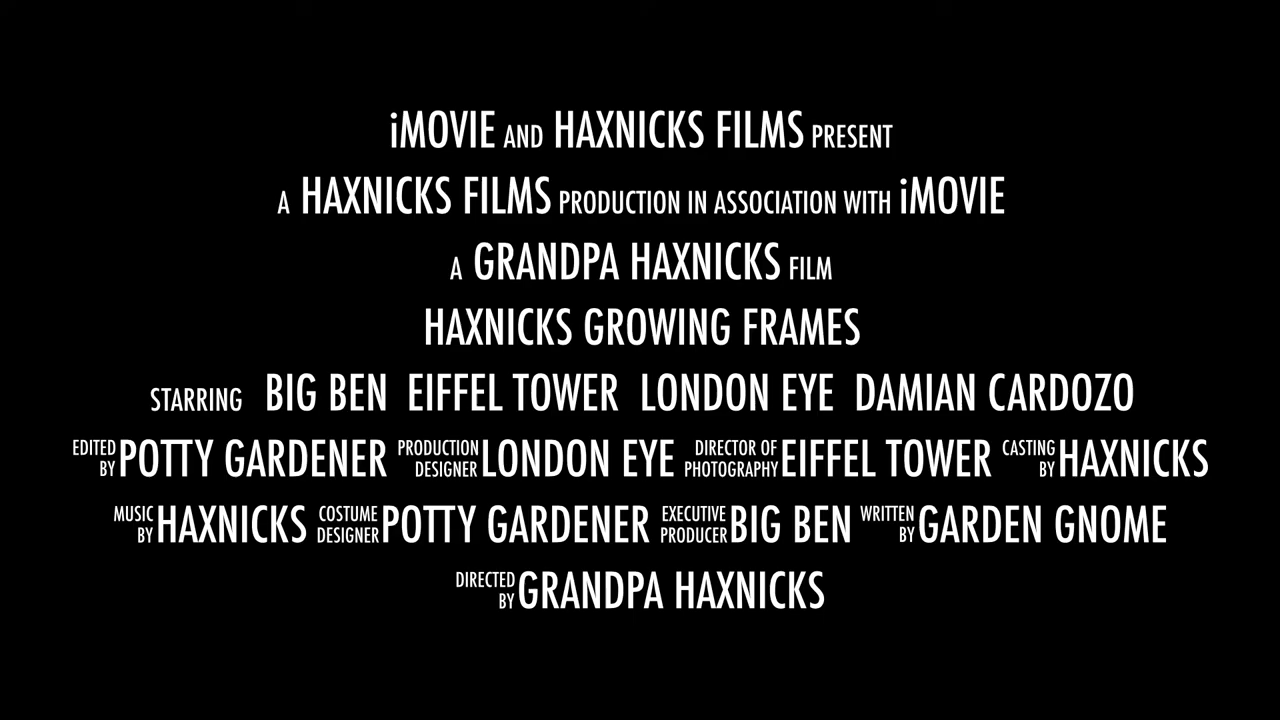 iMOVIE AND HAXNICKS FILMS PRESENT
A HAXNICKS FILMS PRODUCTION IN ASSOCIATION WITH iMOVIE
A GRANDPA HAXNICKS FILM
HAXNICKS GROWING FRAMES
STARRING BIG BEN EIFFEL TOWER LONDON EYE DAMIAN CARDOZO
EDITED BY POTTY GARDENER PRODUCTION DESIGNER LONDON EYE DIRECTOR OF PHOTOGRAPHY EIFFEL TOWER CASTING BY HAXNICKS
MUSIC BY HAXNICKS COSTUME DESIGNER POTTY GARDENER EXECUTIVE PRODUCER BIG BEN WRITTEN BY GARDEN GNOME
DIRECTED BY GRANDPA HAXNICKS